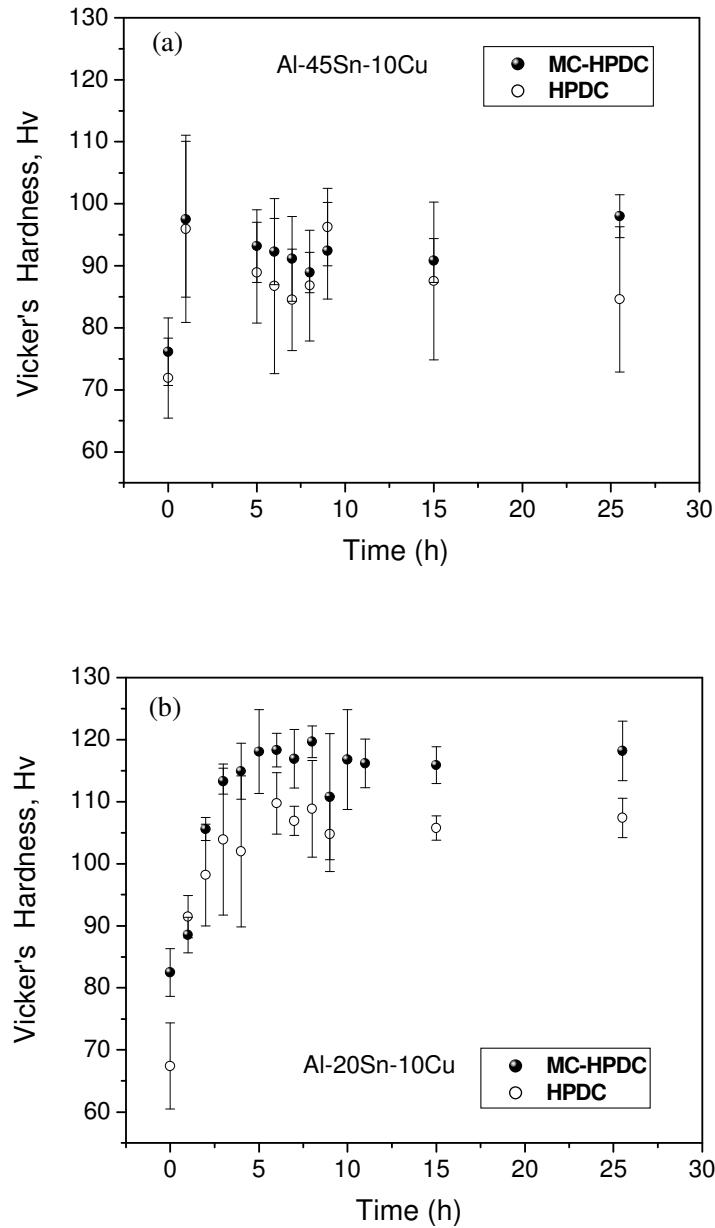 130
(a)
Al-45Sn-10Cu
MC-HPDC
HPDC
120
110
100
90
80
70
60
Vicker's Hardness, Hv
0 5 10 15 20 25 30
Time (h)
130
(b)
120
110
100
90
80
70
60
Vicker's Hardness, Hv
Al-20Sn-10Cu
MC-HPDC
HPDC
0 5 10 15 20 25 30
Time (h)